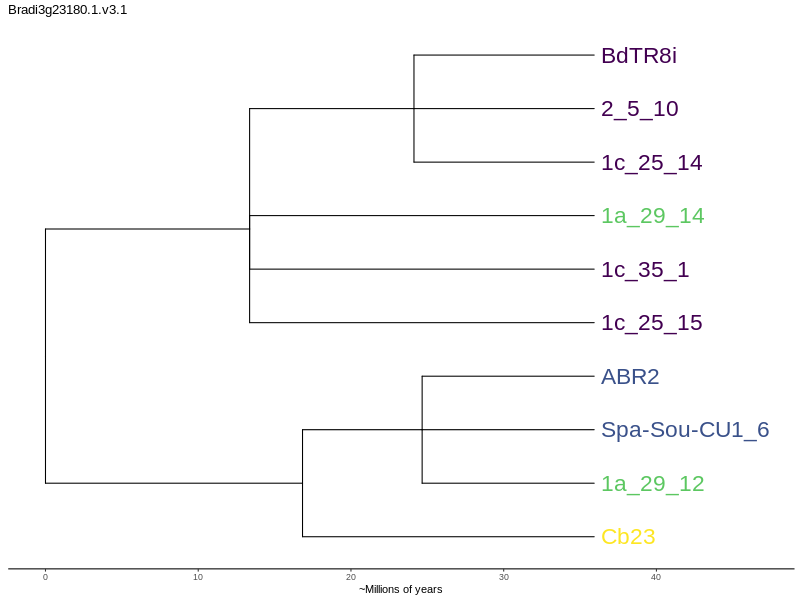 Bradi3g23180.1.v3.1
BdTR8i
2_5_10
1c_25_14
1a_29_14
1c_35_1
1c_25_15
ABR2
Spa-Sou-CU1_6
1a_29_12
Cb23
0 10 20 30 40
~Millions of years